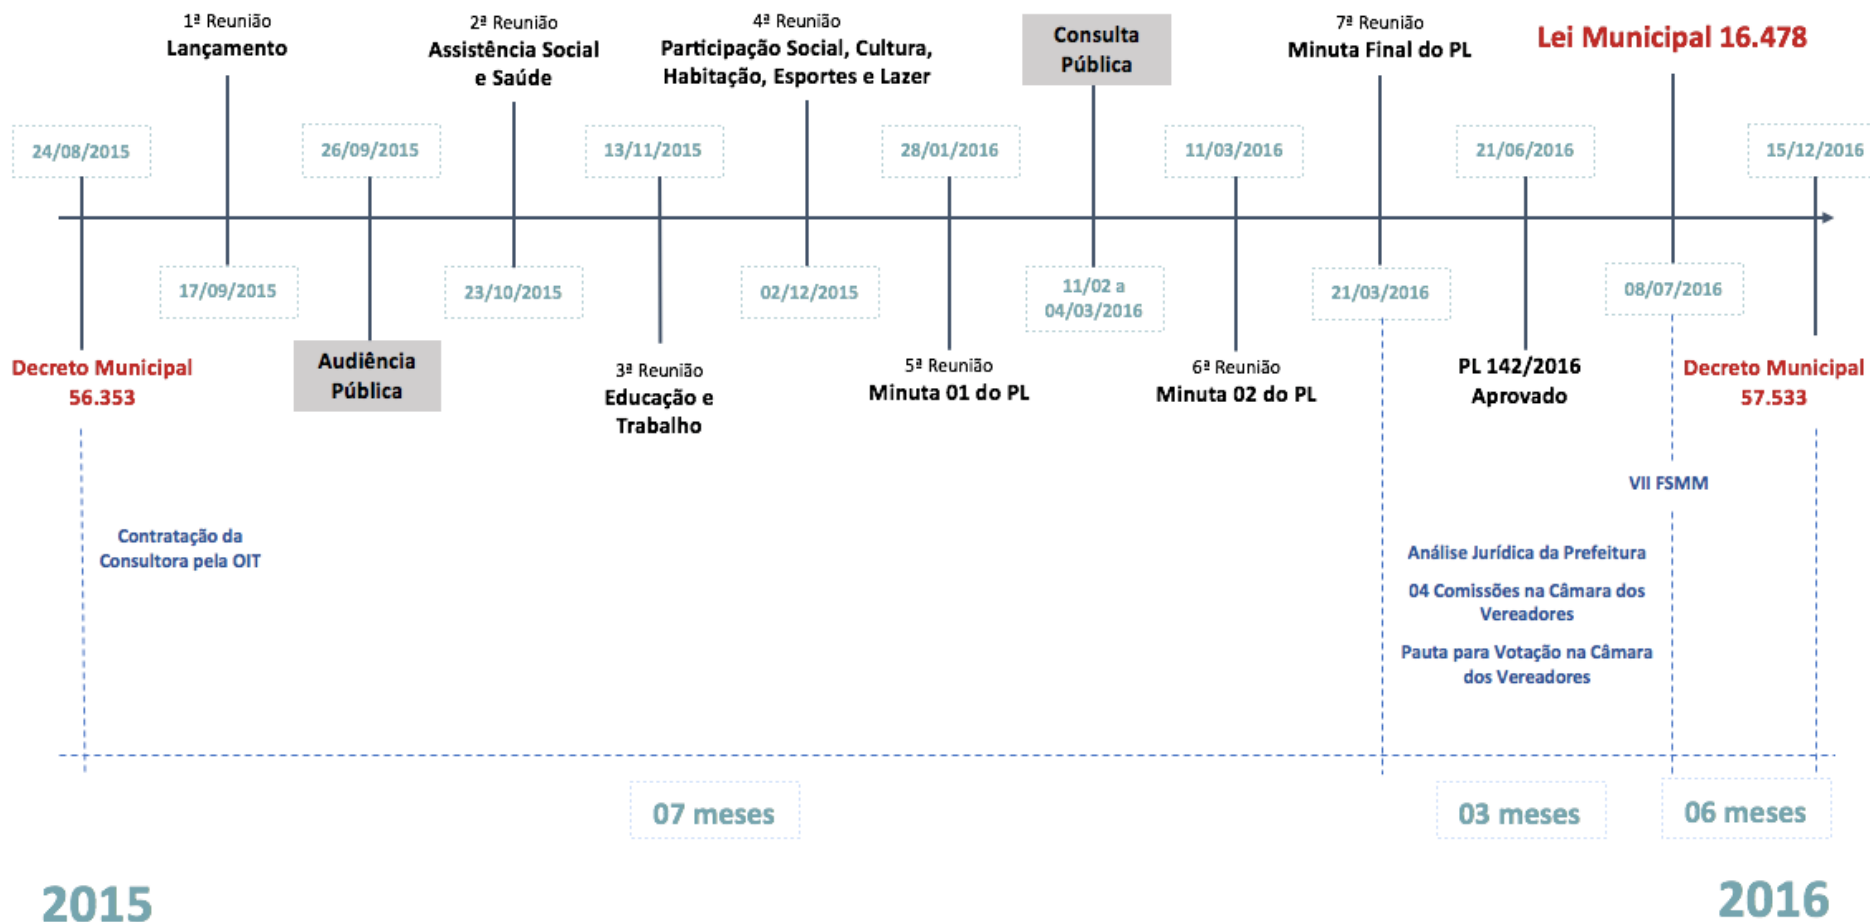 1ª Reunião
Lançamento
2ª Reunião
Assistência Social
e Saúde
4ª Reunião
Participação Social, Cultura,
Habitação, Esportes e Lazer
Consulta
Pública
7ª Reunião
Minuta Final do PL
Lei Municipal 16.478
24/08/2015
26/09/2015
13/11/2015
28/01/2016
11/03/2016
21/06/2016
15/12/2016
17/09/2015
23/10/2015
02/12/2015
11/02 a
04/03/2016
21/03/2016
08/07/2016
Decreto Municipal
56.353
Audiência
Pública
3ª Reunião
Educação e
Trabalho
5ª Reunião
Minuta 01 do PL
6ª Reunião
Minuta 02 do PL
PL 142/2016
Aprovado
Decreto Municipal
57.533
VII FSMM
Contratação da
Consultora pela OIT
Análise Jurídica da Prefeitura
04 Comissões na Câmara dos
Vereadores
Pauta para Votação na Câmara
dos Vereadores
07 meses
03 meses
06 meses
2015
2016